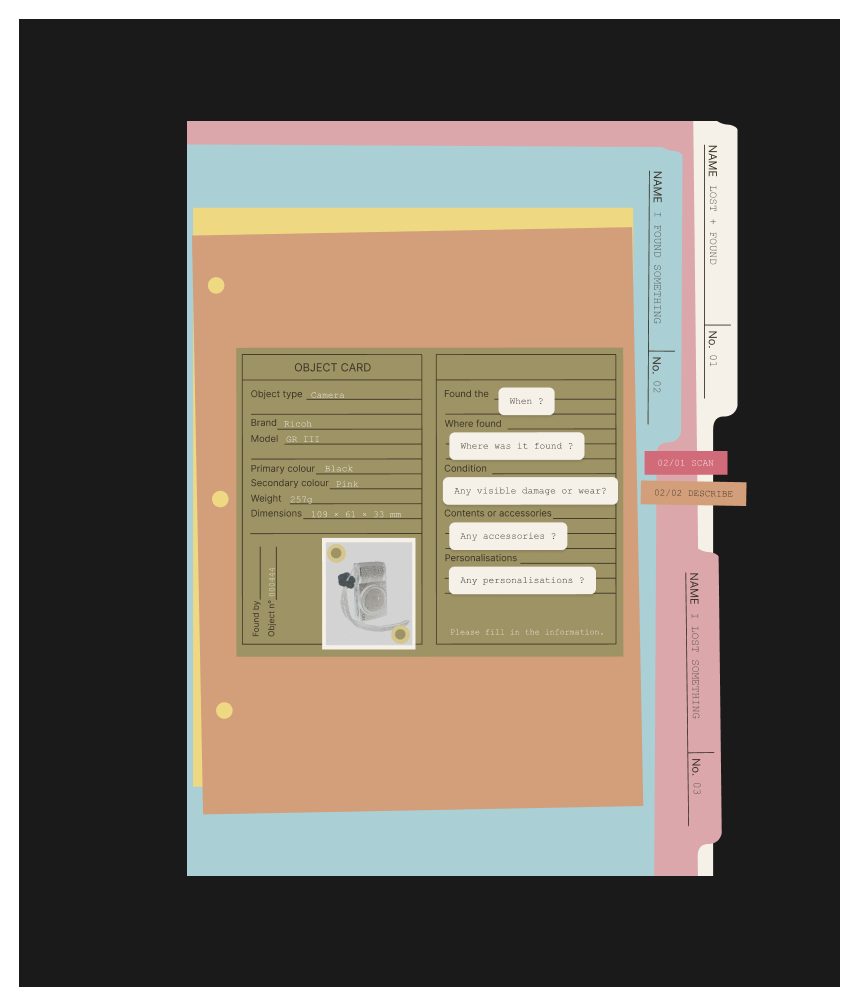 OBJECT CARD
Object type Camera
Brand Ricoh
Model GR III
Primary colour Black
Secondary colour Pink
Weight 257g
Dimensions 109 × 61 × 33 mm
Found by
Object n°
Found the
When ?
Where found
Where was it found ?
Condition
Any visible damage or wear?
Contents or accessories
Any accessories ?
Personalisations
Any personalisations ?
Please fill in the information.
NAME I FOUND SOMETHING No. 02
NAME LOST + FOUND No. 01
02/01 SCAN
02/02 DESCRIBE
NAME I LOST SOMETHING No. 03